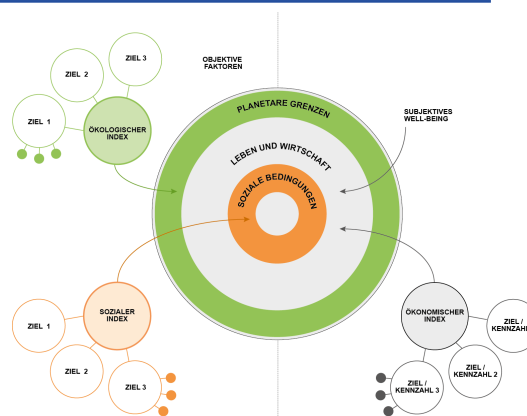 ZIEL 3
ZIEL 2
ZIEL 1
ÖKOLOGISCHER
INDEX
OBJEKTIVE
FAKTOREN
PLANETARE GRENZEN
LEBEN UND WIRTSCHAFT
SOZIALE BEDINGUNGEN
SUBJEKTIVES
WELL-BEING
SOZIALER
INDEX
ZIEL 1
ZIEL 2
ZIEL 3
ÖKONOMISCHER
INDEX
ZIEL /
KENNZAHL
ZIEL /
KENNZAHL 2
ZIEL /
KENNZAHL 3